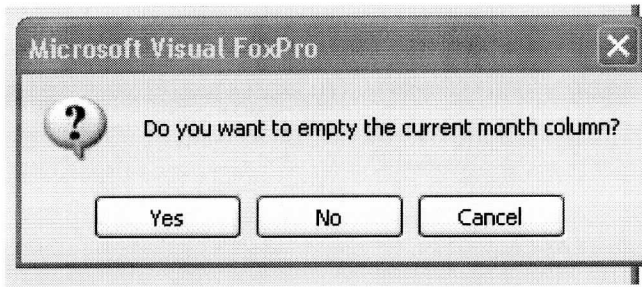 Microsoft Visual FoxPro
Do you want to empty the current month column?
Yes No Cancel